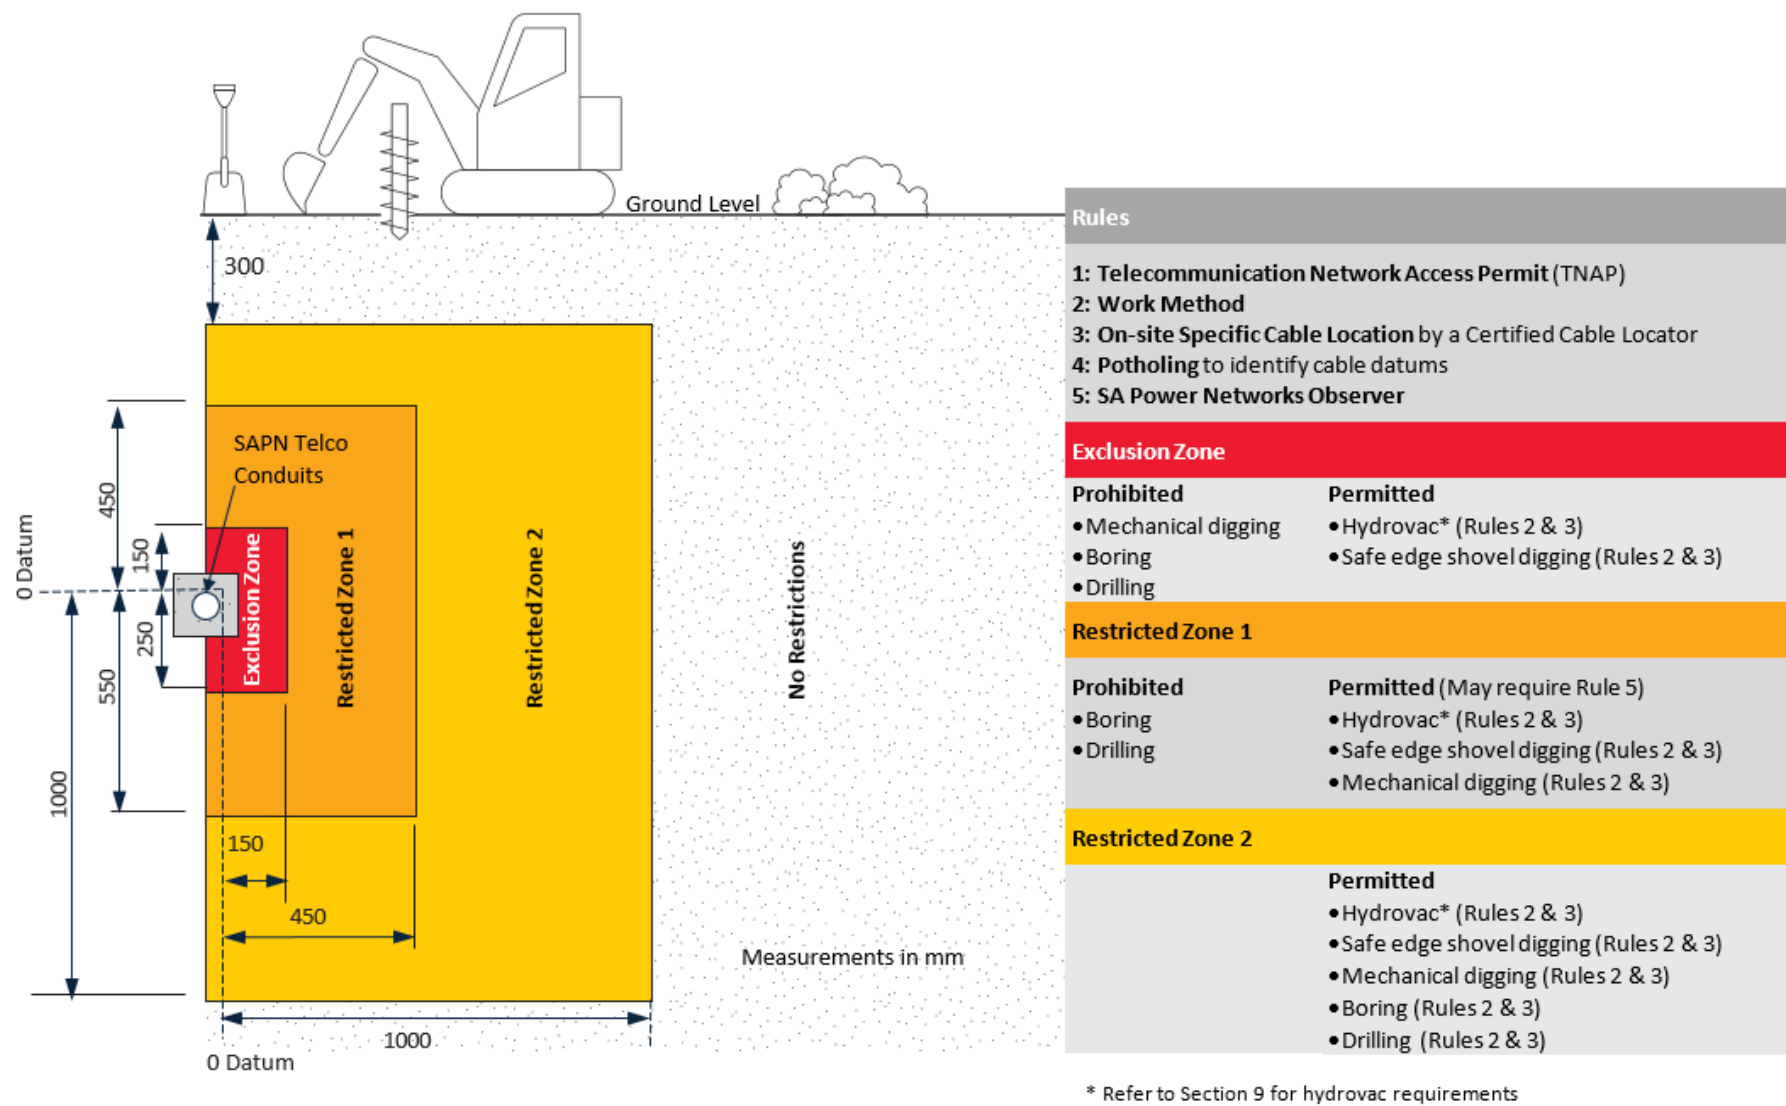 Ground Level
300
SAPN Telco
Conduits
450
150
0 Datum
250
550
1000
Exclusion Zone
Restricted Zone 1
Restricted Zone 2
No Restrictions
150
450
Measurements in mm
1000
0 Datum
Rules
1: Telecommunication Network Access Permit (TNAP)
2: Work Method
3: On-site Specific Cable Location by a Certified Cable Locator
4: Potholing to identify cable datums
5: SA Power Networks Observer
Exclusion Zone
Prohibited
•Mechanical digging
•Boring
•Drilling
Permitted
•Hydrovac* (Rules 2 & 3)
•Safe edge shovel digging (Rules 2 & 3)
Restricted Zone 1
Prohibited
•Boring
•Drilling
Permitted (May require Rule 5)
•Hydrovac* (Rules 2 & 3)
•Safe edge shovel digging (Rules 2 & 3)
•Mechanical digging (Rules 2 & 3)
Restricted Zone 2
Permitted
•Hydrovac* (Rules 2 & 3)
•Safe edge shovel digging (Rules 2 & 3)
•Mechanical digging (Rules 2 & 3)
•Boring (Rules 2 & 3)
•Drilling (Rules 2 & 3)
* Refer to Section 9 for hydrovac requirements